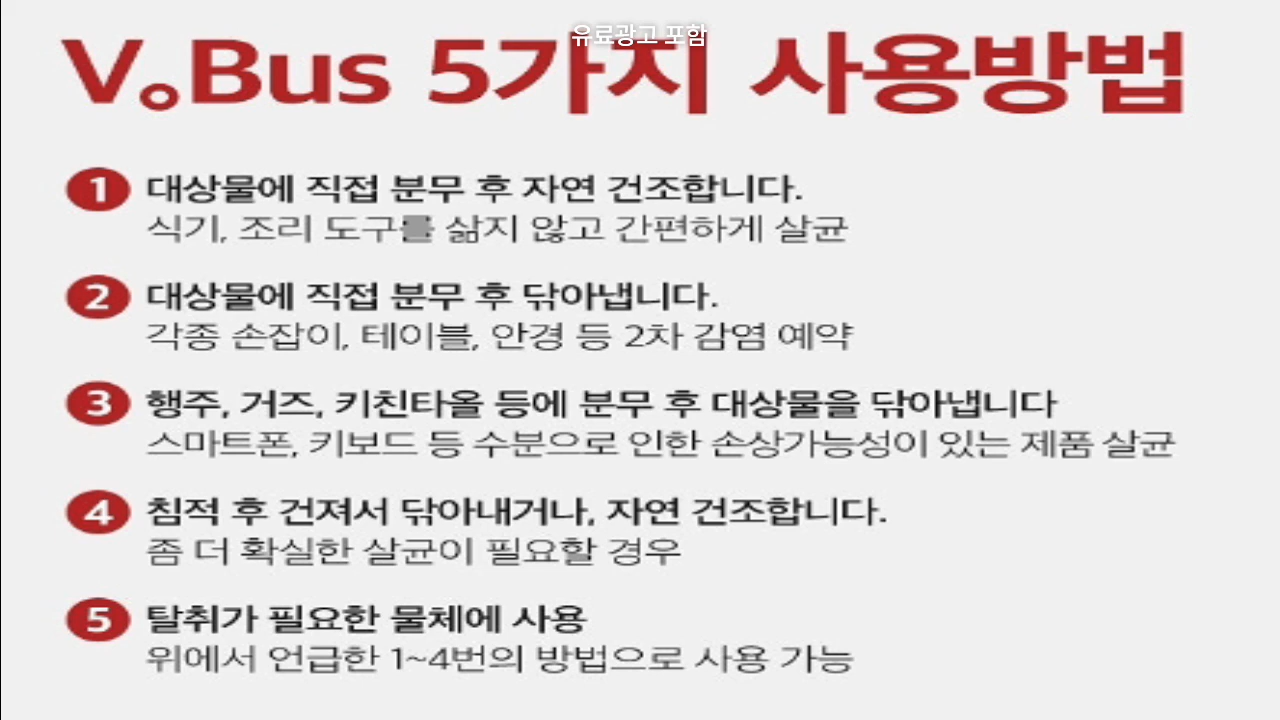 유료광고 포함
V.Bus 5가지 사용방법
1 대상물에 직접 분무 후 자연 건조합니다.
식기, 조리 도구를 삶지 않고 간편하게 살균
2 대상물에 직접 분무 후 닦아냅니다.
각종 손잡이, 테이블, 안경 등 2차 감염 예약
3 행주, 거즈, 키친타올 등에 분무 후 대상물을 닦아냅니다
스마트폰, 키보드 등 수분으로 인한 손상가능성이 있는 제품 살균
4 침적 후 건져서 닦아내거나, 자연 건조합니다.
좀 더 확실한 살균이 필요할 경우
5 탈취가 필요한 물체에 사용
위에서 언급한 1~4번의 방법으로 사용 가능